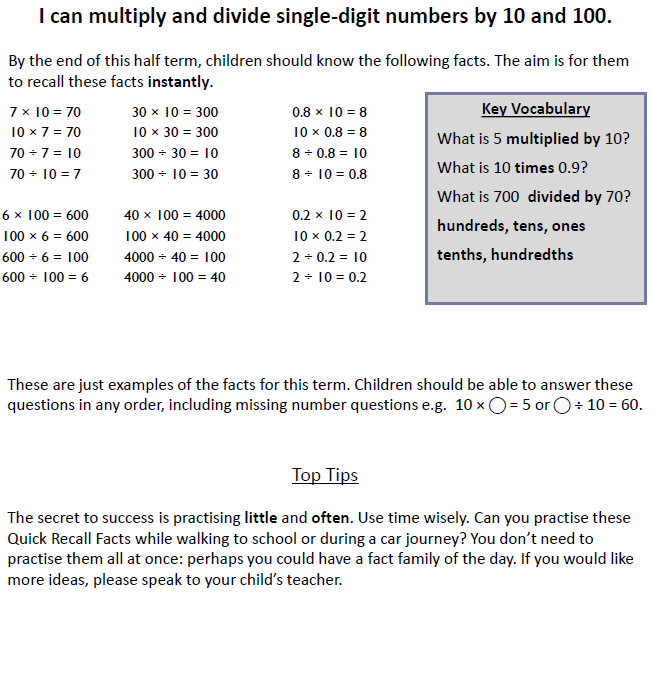 I can multiply and divide single-digit numbers by 10 and 100.
By the end of this half term, children should know the following facts. The aim is for them
to recall these facts instantly.
7 × 10 = 70
10 × 7 = 70
70 ÷ 7 = 10
70 ÷ 10 = 7
30 × 10 = 300
10 × 30 = 300
300 ÷ 30 = 10
300 ÷ 10 = 30
0.8 × 10 = 8
10 × 0.8 = 8
8 ÷ 0.8 = 10
8 ÷ 10 = 0.8
6 × 100 = 600
100 × 6 = 600
600 ÷ 6 = 100
600 ÷ 100 = 6
40 × 100 = 4000
100 × 40 = 4000
4000 ÷ 40 = 100
4000 ÷ 100 = 40
0.2 × 10 = 2
10 × 0.2 = 2
2 ÷ 0.2 = 10
2 ÷ 10 = 0.2
Key Vocabulary
What is 5 multiplied by 10?
What is 10 times 0.9?
What is 700 divided by 70?
hundreds, tens, ones
tenths, hundredths
These are just examples of the facts for this term. Children should be able to answer these
questions in any order, including missing number questions e.g. 10 × ◯ = 5 or ◯ ÷ 10 = 60.
Top Tips
The secret to success is practising little and often. Use time wisely. Can you practise these
Quick Recall Facts while walking to school or during a car journey? You don’t need to
practise them all at once: perhaps you could have a fact family of the day. If you would like
more ideas, please speak to your child’s teacher.